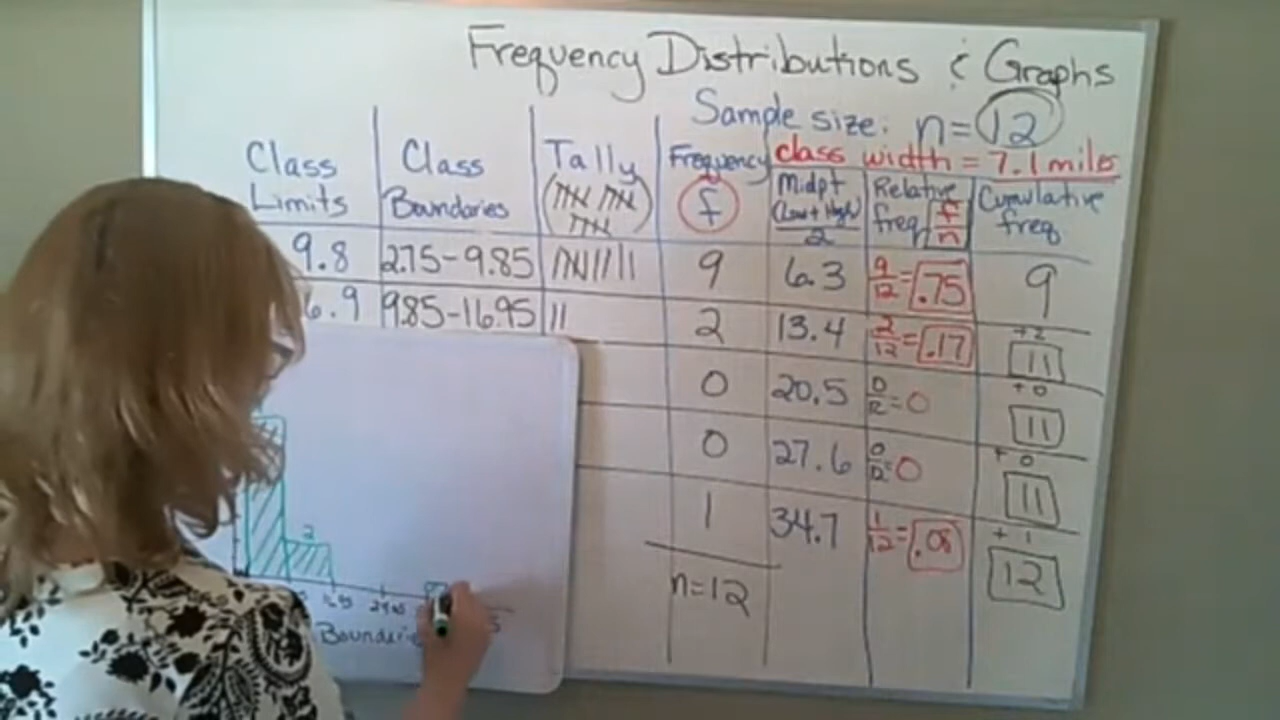 Frequency Distributions & Graphs
Sample size: n=12
class width = 7.1 miles
Class Limits
Class Boundaries
Tally
Frequency f
Midpt (Low + High) 2
Relative freq f n
Cumulative freq
9.8 2.75-9.85 9 6.3 9 12 = .75 9
6.9 9.85-16.95 || 2 13.4 2 12 = .17 +2 11
0 20.5 0 12 = 0 +0 11
0 27.6 0 12 = 0 +0 11
1 34.7 1 12 = .08 +1 12
n=12
2
16.95